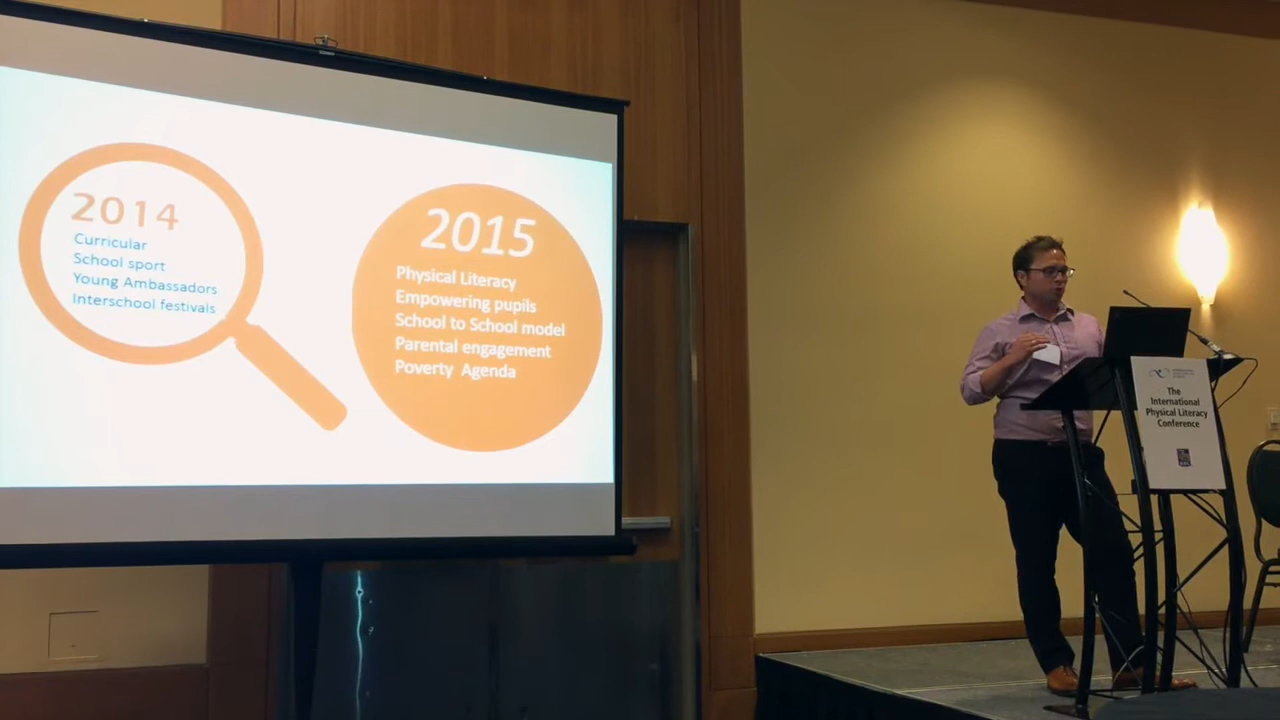 2014
Curricular
School sport
Young Ambassadors
Interschool festivals
2015
Physical Literacy
Empowering pupils
School to School model
Parental engagement
Poverty Agenda
The
International
Physical Literacy
Conference